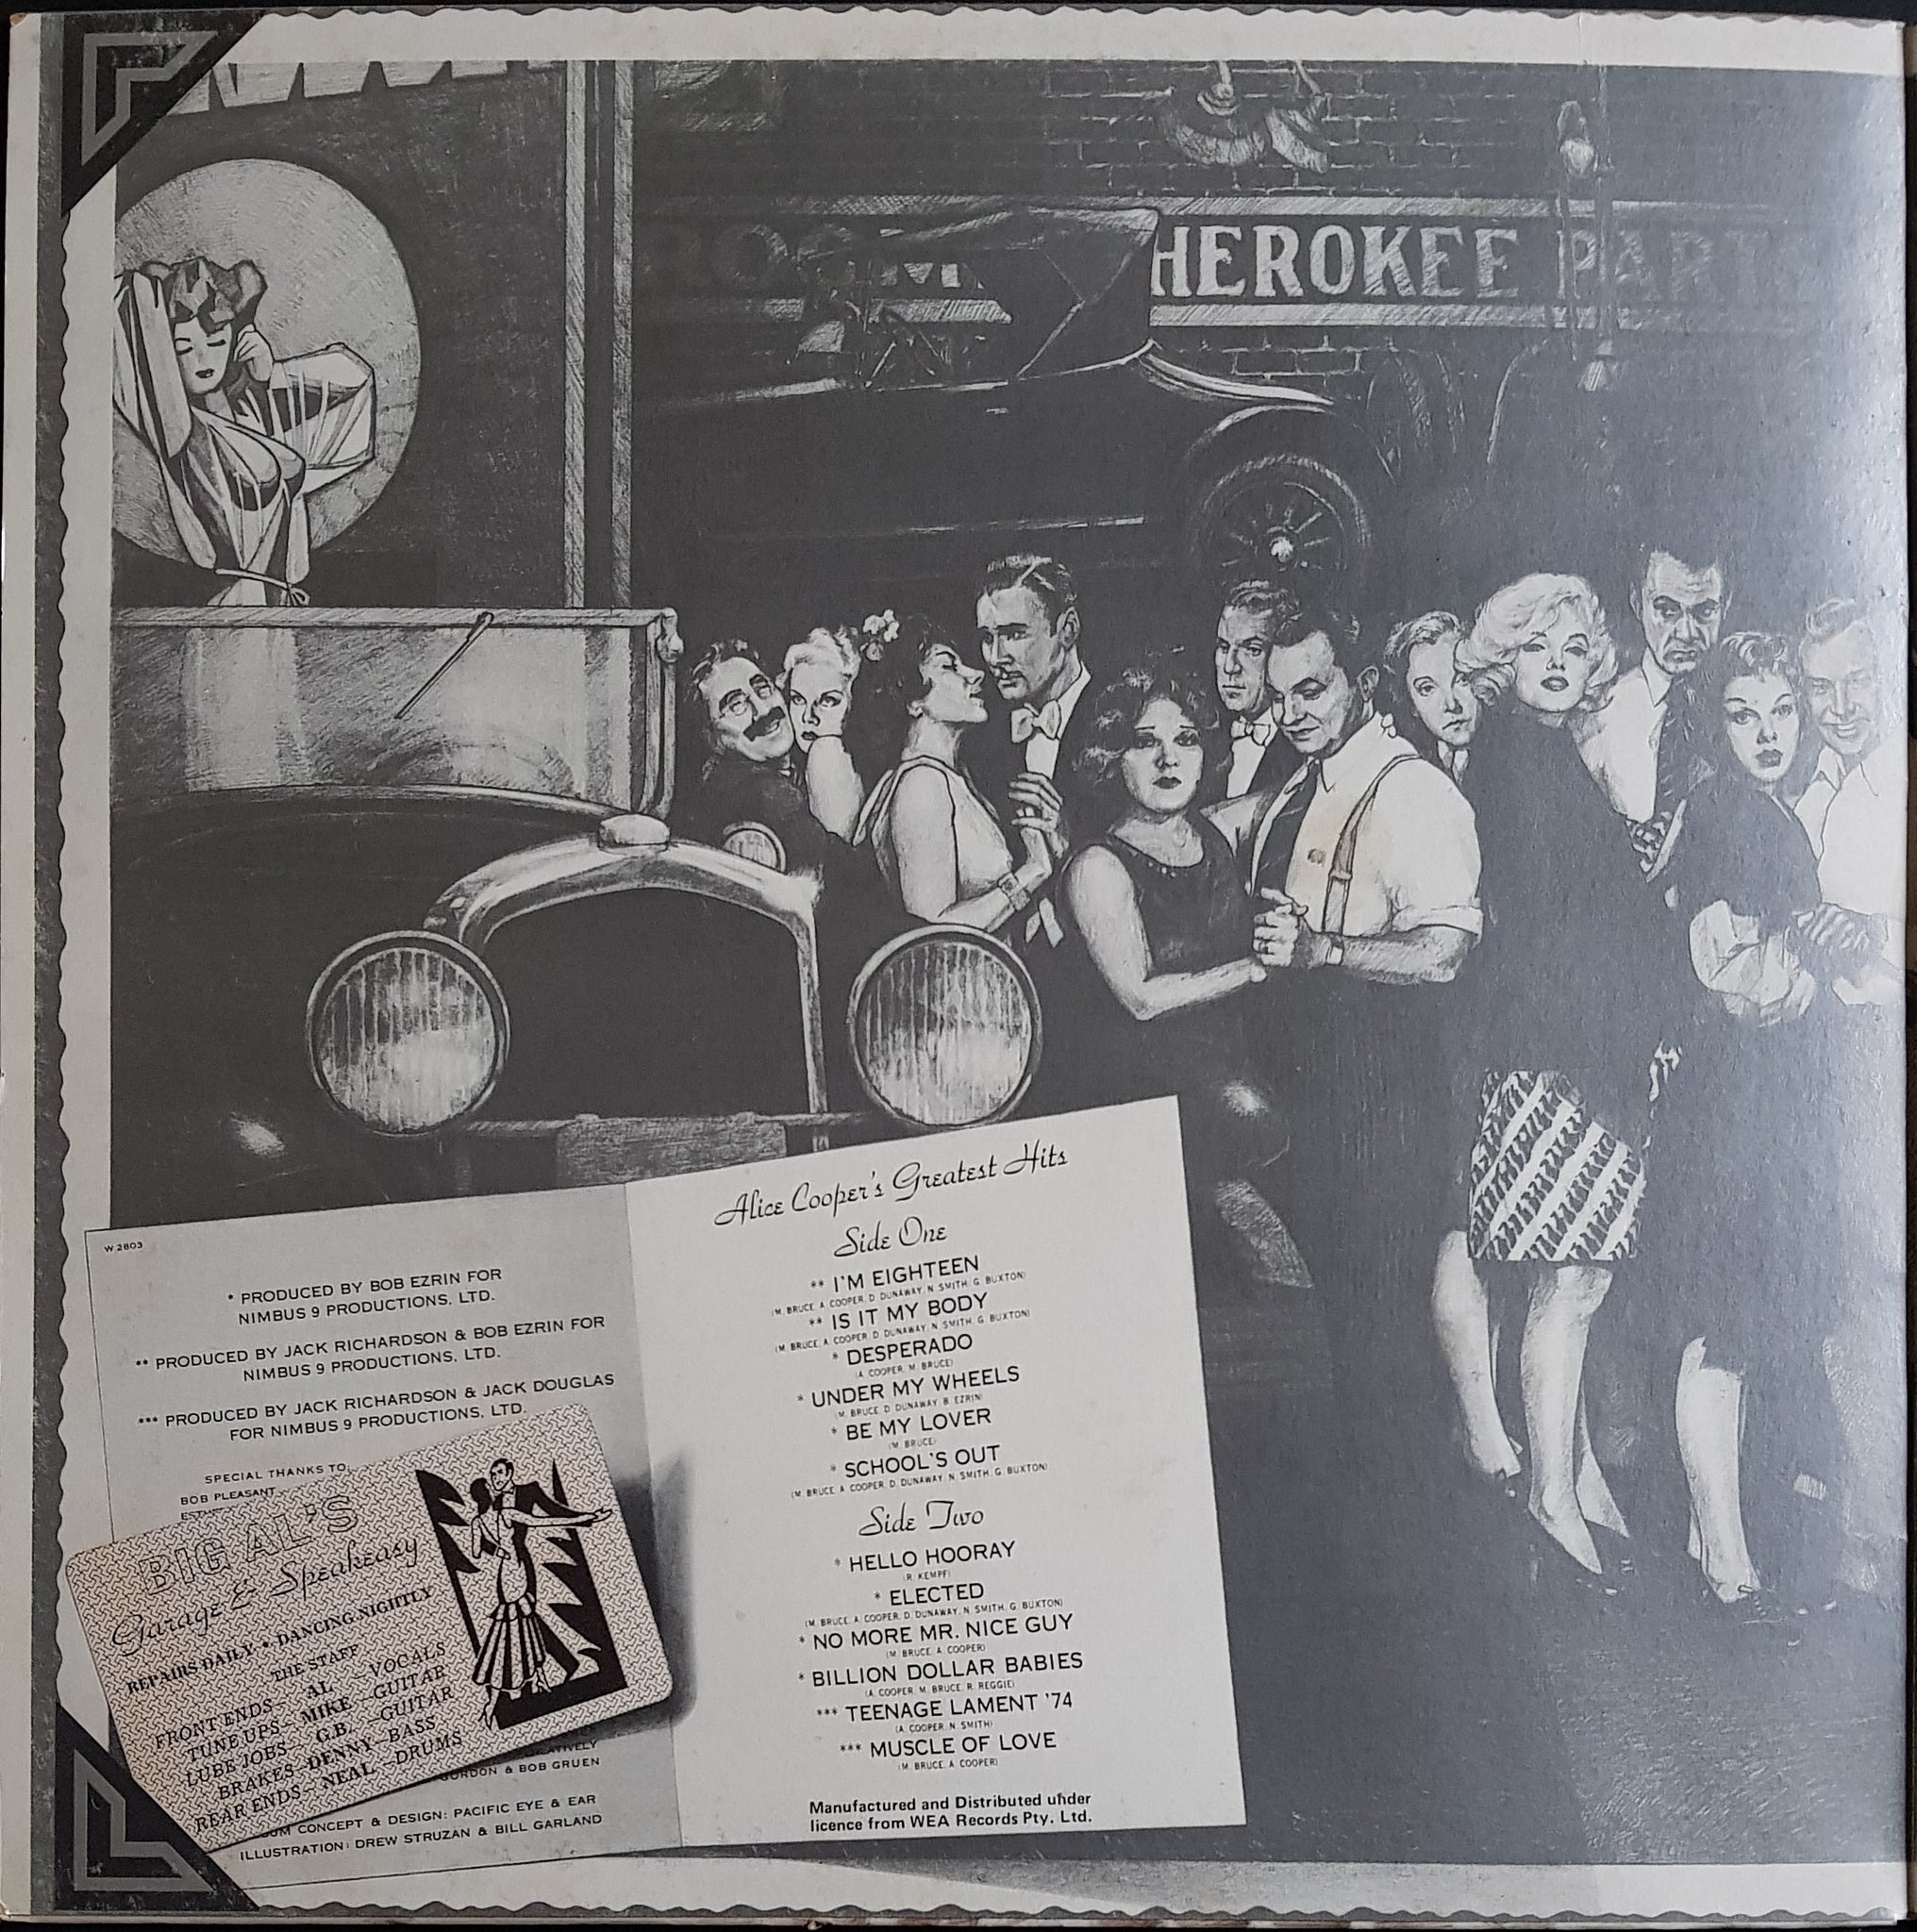 HEROKEE PAR
W 2803
* PRODUCED BY BOB EZRIN FOR
NIMBUS 9 PRODUCTIONS, LTD.
** PRODUCED BY JACK RICHARDSON & BOB EZRIN FOR
NIMBUS 9 PRODUCTIONS, LTD.
*** PRODUCED BY JACK RICHARDSON & JACK DOUGLAS
FOR NIMBUS 9 PRODUCTIONS, LTD.
SPECIAL THANKS TO:
BOB PLEASANT
BIG AL'S
Garage & Speakeasy
REPAIRS DAILY • DANCING NIGHTLY
THE STAFF
FRONT ENDS— AL —VOCALS
TUNE UPS— MIKE —GUITAR
LUBE JOBS— G.B. —GUITAR
BRAKES—DENNY—BASS
REAR ENDS— NEAL —DRUMS
GORDON & BOB GRUEN
UM CONCEPT & DESIGN: PACIFIC EYE & EAR
ILLUSTRATION: DREW STRUZAN & BILL GARLAND
Alice Cooper's Greatest Hits
Side One
** I'M EIGHTEEN
(M. BRUCE, A. COOPER, D. DUNAWAY, N. SMITH, G. BUXTON)
** IS IT MY BODY
(M. BRUCE, A. COOPER, D. DUNAWAY, N. SMITH, G. BUXTON)
* DESPERADO
(A. COOPER, M. BRUCE)
* UNDER MY WHEELS
(M. BRUCE, D. DUNAWAY, B. EZRIN)
* BE MY LOVER
(M. BRUCE)
* SCHOOL'S OUT
(M. BRUCE, A. COOPER, D. DUNAWAY, N. SMITH, G. BUXTON)
Side Two
* HELLO HOORAY
(R. KEMPF)
* ELECTED
(M. BRUCE, A. COOPER, D. DUNAWAY, N. SMITH, G. BUXTON)
* NO MORE MR. NICE GUY
(M. BRUCE, A. COOPER)
* BILLION DOLLAR BABIES
(A. COOPER, M. BRUCE, R. REGGIE)
*** TEENAGE LAMENT '74
(A. COOPER, N. SMITH)
*** MUSCLE OF LOVE
(M. BRUCE, A. COOPER)
Manufactured and Distributed under
licence from WEA Records Pty. Ltd.